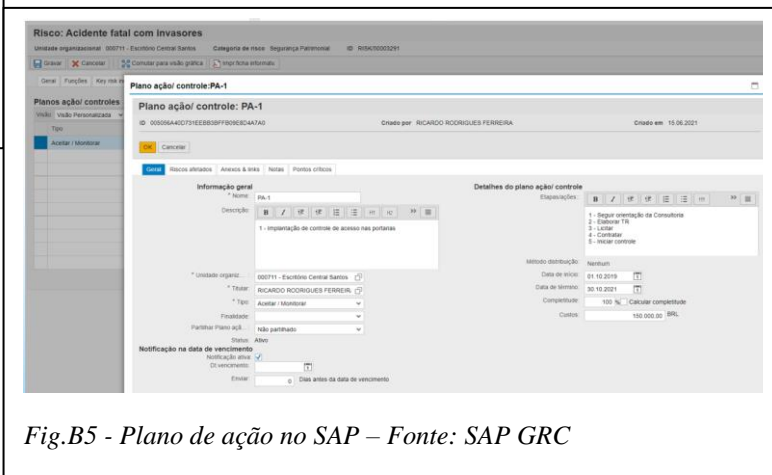 Risco: Acidente fatal com invasores
Unidade organizacional 000711 - Escritório Central Santos Categoria de risco Segurança Patrimonial ID
Gravar Cancelar Comutar para visão gráfica Impr.ficha informativ.
Geral Funções Key risk
Planos ação/ controles
Visão: Visão Personalizada
Tipo
Aceitar / Monitorar
Plano ação/ controle:PA-1
Plano ação/ controle: PA-1
ID Criado por RICARDO RODRIGUES FERREIRA Criado em 15.06.2021
OK Cancelar
Geral Riscos afetados Anexos & links Notas Pontos críticos
Informação geral
* Nome: PA-1
Descrição:
1 - Implantação de controle de acesso nas portarias
* Unidade organiz... : 000711 - Escritório Central Santos
* Titular: RICARDO RODRIGUES FERREIR.
* Tipo: Aceitar / Monitorar
Finalidade:
Partilhar Plano açã... : Não partilhado
Status: Ativo
Notificação na data de vencimento
Notificação ativa:
Dt.vencimento:
Enviar: 0 Dias antes da data de vencimento
Detalhes do plano ação/ controle
Etapas/ações:
1 - Seguir orientação da Consultoria
2 - Elaborar TR
3 - Licitar
4 - Contratar
5 - Iniciar controle
Método distribuição: Nenhum
Data de início: 01.10.2019
Data de término: 30.10.2021
Completitude: 100 % Calcular completitude
Custos: 150.000,00 BRL
Fig.B5 - Plano de ação no SAP – Fonte: SAP GRC